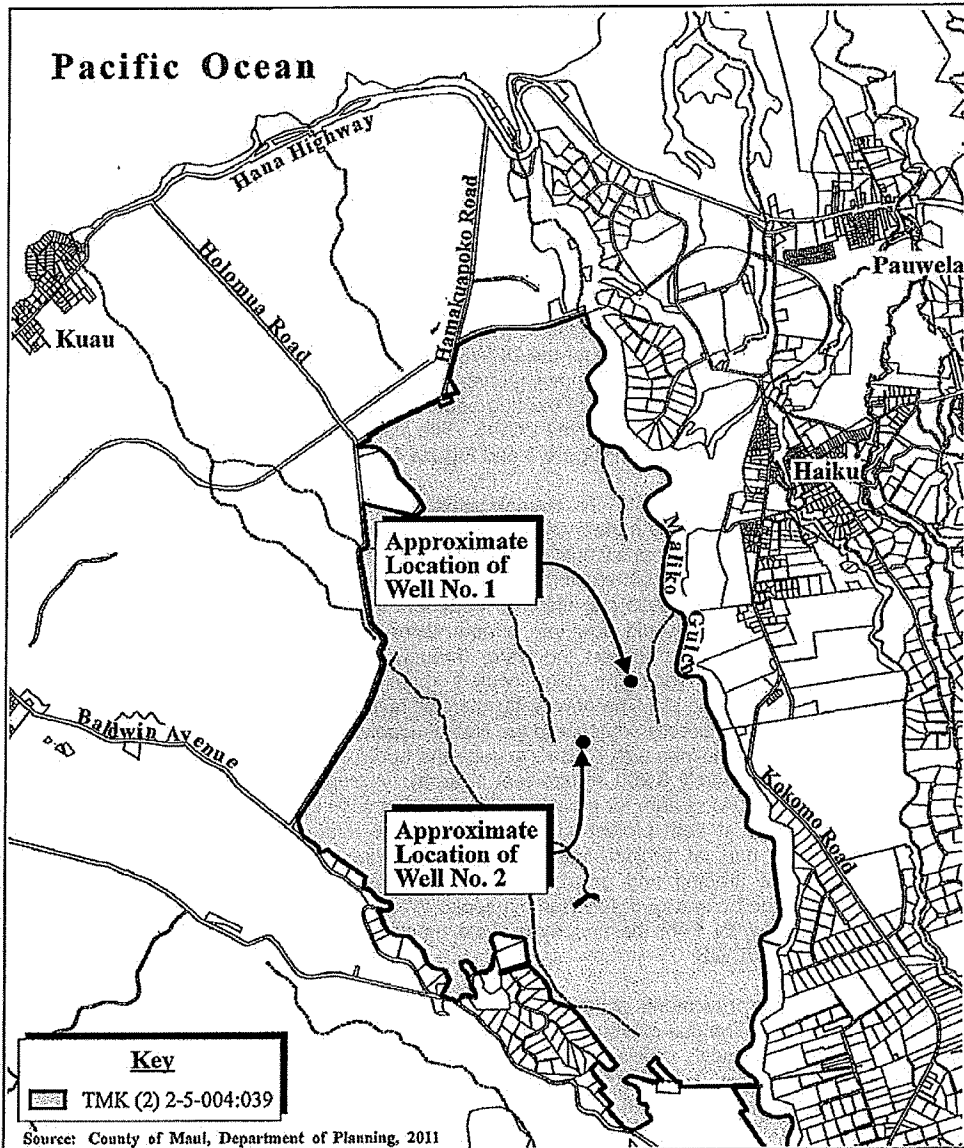 Pacific Ocean
Hana Highway
Hamakuapoko Road
Holomua Road
Pauwela
Kuau
Haiku
Maliko Gulch
Approximate
Location of
Well No. 1
Baldwin Avenue
Kokomo Road
Approximate
Location of
Well No. 2
Key
TMK (2) 2-5-004:039
Source: County of Maui, Department of Planning, 2011